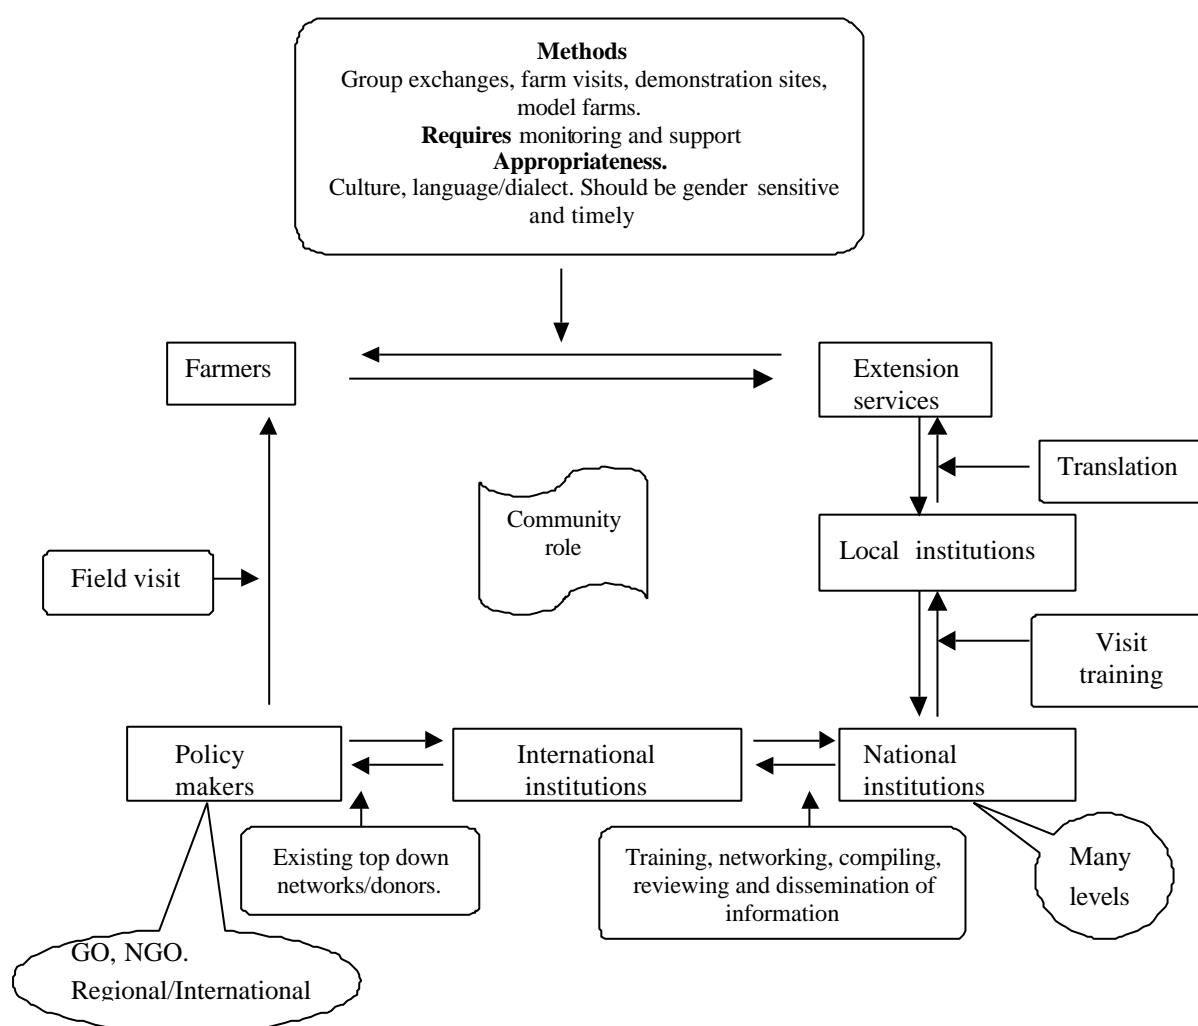 Methods
Group exchanges, farm visits, demonstration sites,
model farms.
Requires monitoring and support
Appropriateness.
Culture, language/dialect. Should be gender sensitive
and timely
Farmers
Extension
services
Translation
Community
role
Local institutions
Field visit
Visit
training
Policy
makers
International
institutions
National
institutions
Existing top down
networks/donors.
Training, networking, compiling,
reviewing and dissemination of
information
Many
levels
GO, NGO.
Regional/International